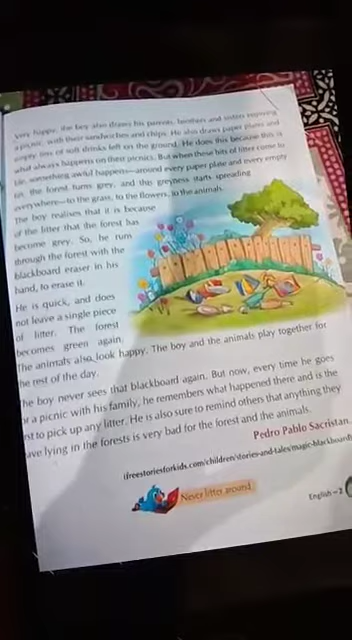 very happy, the boy also draws his parents, brothers and sisters enjoying
a picnic, with their sandwiches and chips. He also draws paper plates and
empty tins of soft drinks left on the ground. He does this because this is
what always happens on their picnics. But when these bits of litter come to
life, something awful happens—around every paper plate and every empty
tin, the forest turns grey, and this greyness starts spreading
everywhere—to the grass, to the flowers, to the animals.
The boy realises that it is because
of the litter that the forest has
become grey. So, he runs
through the forest with the
blackboard eraser in his
hand, to erase it.
He is quick, and does
not leave a single piece
of litter. The forest
becomes green again.
The animals also look happy. The boy and the animals play together for
he rest of the day.
he boy never sees that blackboard again. But now, every time he goes
r a picnic with his family, he remembers what happened there and is the
st to pick up any litter. He is also sure to remind others that anything they
ave lying in the forests is very bad for the forest and the animals.
Pedro Pablo Sacristan
(freestoriesforkids.com/children/stories-and-tales/magic-blackboard
Never litter around.
English – 2